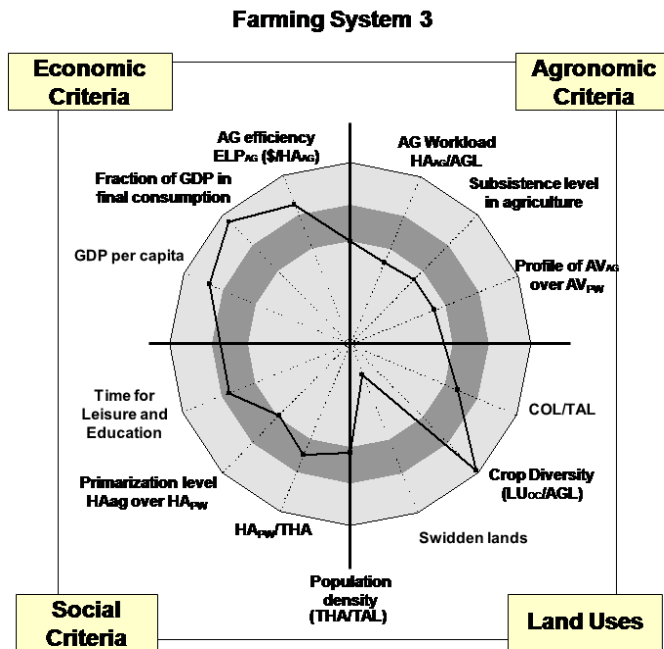 Farming System 3
Economic
Criteria
Agronomic
Criteria
AG efficiency
ELPAG ($/HAAG)
AG Workload
HAAG/AGL
Fraction of GDP in
final consumption
Subsistence level
in agriculture
GDP per capita
Profile of AVAG
over AVPW
Time for
Leisure and
Education
COL/TAL
Primarization level
HAag over HAPW
Crop Diversity
(LUOC/AGL)
HAPW/THA
Swidden lands
Population
density
(THA/TAL)
Social
Criteria
Land Uses